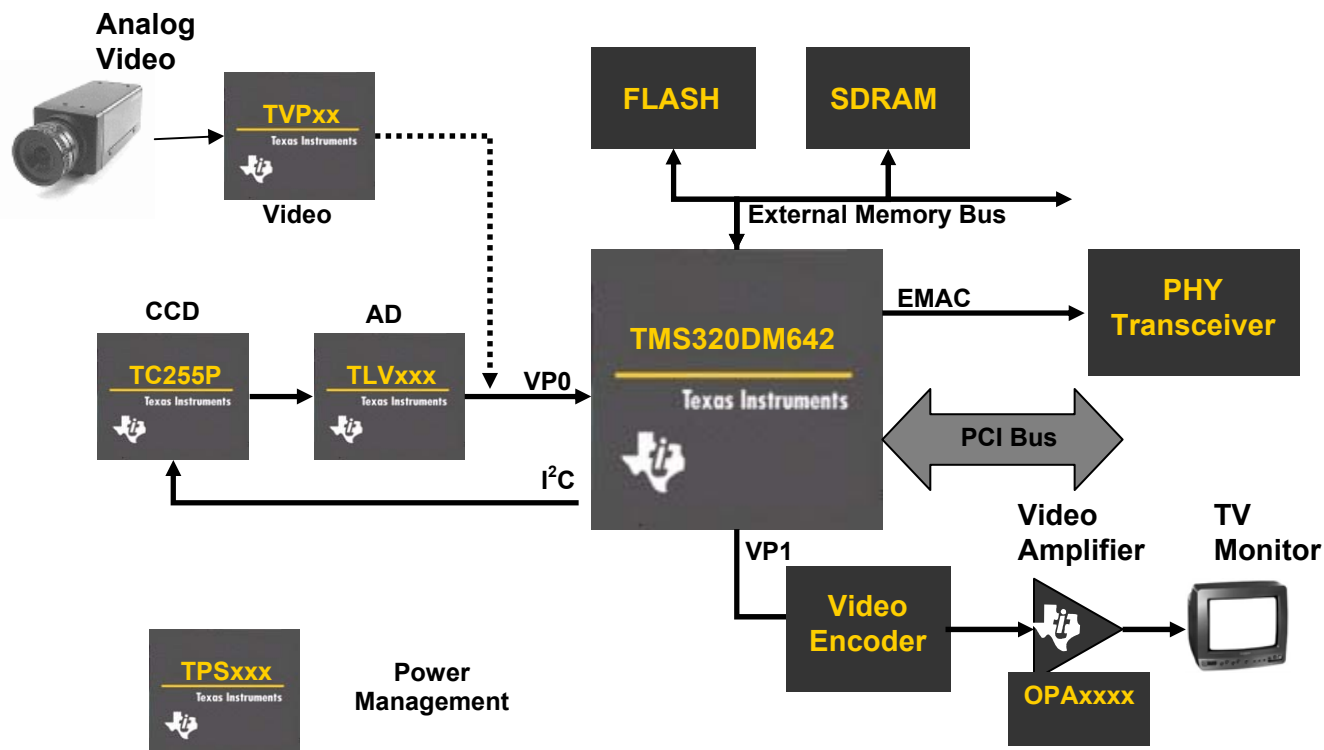 Analog
Video
TVPxx
Texas Instruments
Video
FLASH
SDRAM
External Memory Bus
CCD
TC255P
Texas Instruments
AD
TLVxxx
Texas Instruments
VP0
I²C
TMS320DM642
Texas Instruments
EMAC
PHY
Transceiver
PCI Bus
VP1
Video
Encoder
Video
Amplifier
OPAxxxx
TV
Monitor
TPSxxx
Texas Instruments
Power
Management